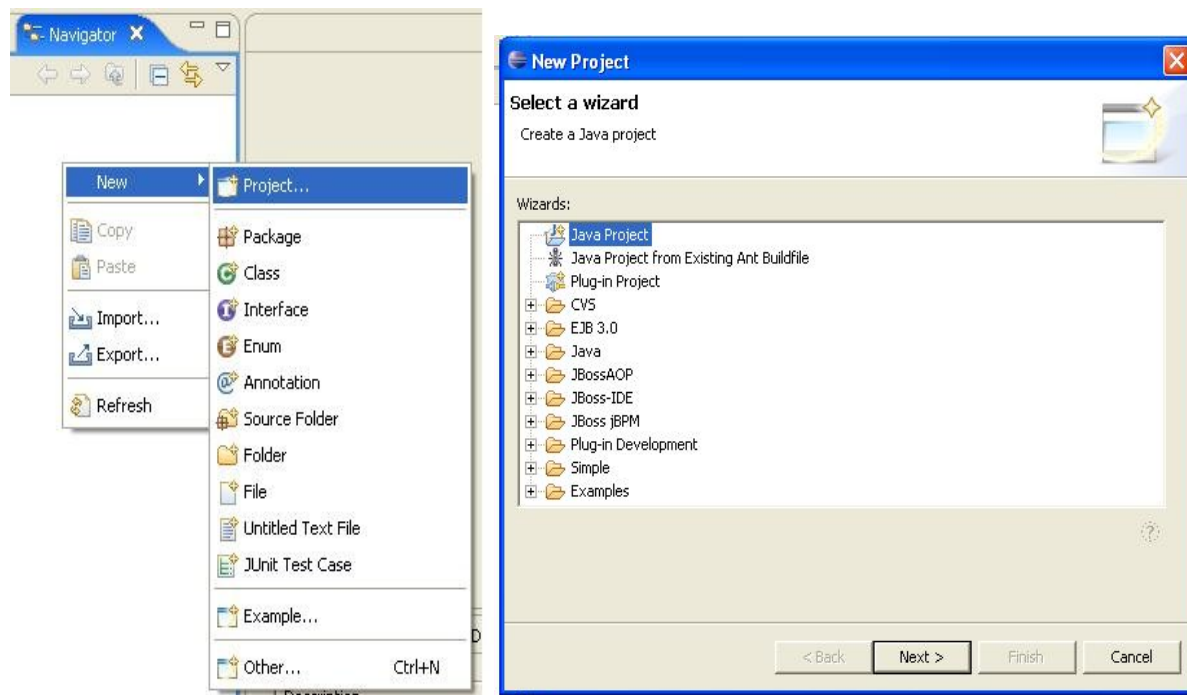 Navigator
New
Copy
Paste
Import...
Export...
Refresh
Project...
Package
Class
Interface
Enum
Annotation
Source Folder
Folder
File
Untitled Text File
JUnit Test Case
Example...
Other... Ctrl+N
D
New Project
Select a wizard
Create a Java project
Wizards:
Java Project
Java Project from Existing Ant Buildfile
Plug-in Project
CVS
EJB 3.0
Java
JBossAOP
JBoss-IDE
JBoss jBPM
Plug-in Development
Simple
Examples
< Back Next > Finish Cancel